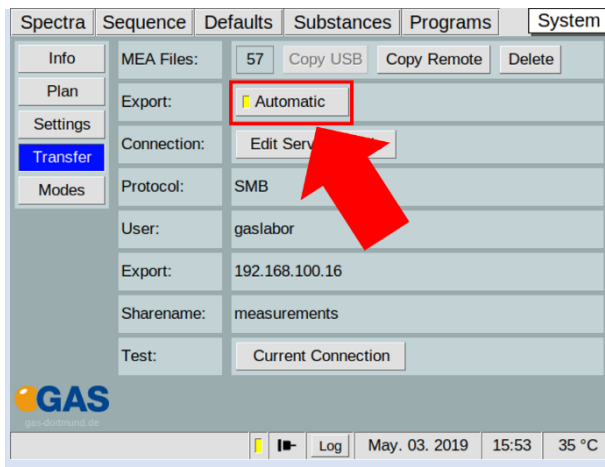 Spectra Sequence Defaults Substances Programs System
Info
Plan
Settings
Transfer
Modes
MEA Files: 57 Copy USB Copy Remote Delete
Export: Automatic
Connection: Edit
Protocol: SMB
User: gaslabor
Export: 192.168.100.16
Sharename: measurements
Test: Current Connection
GAS
gas-dortmund.de
Log May. 03. 2019 15:53 35 °C